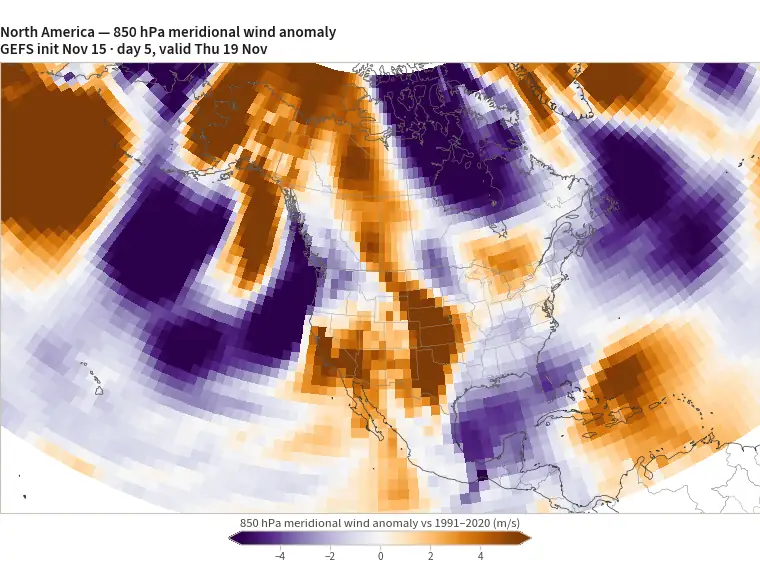 North America — 850 hPa meridional wind anomaly
GEFS init Nov 15 · day 5, valid Thu 19 Nov
850 hPa meridional wind anomaly vs 1991–2020 (m/s)
−4 −2 0 2 4